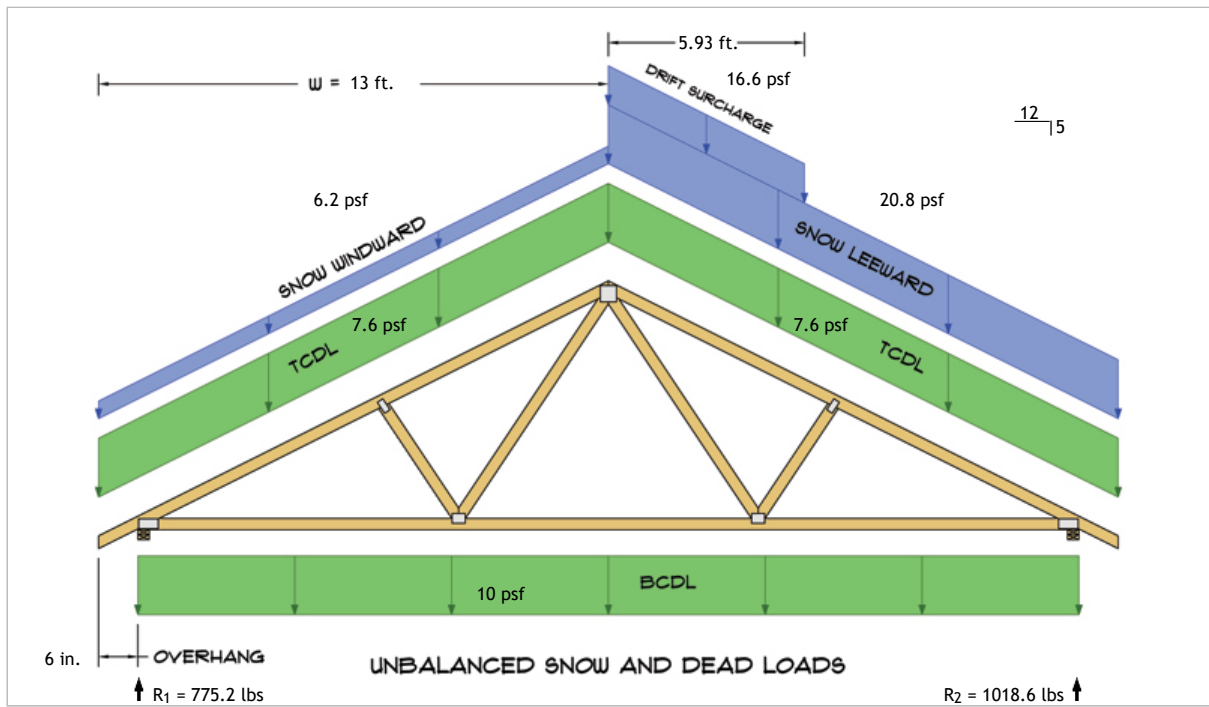 5.93 ft.
W = 13 ft.
DRIFT SURCHARGE
16.6 psf
12
5
6.2 psf
20.8 psf
SNOW WINDWARD
SNOW LEEWARD
7.6 psf
7.6 psf
TCDL
TCDL
10 psf
BCDL
6 in.
OVERHANG
UNBALANCED SNOW AND DEAD LOADS
R1 = 775.2 lbs
R2 = 1018.6 lbs